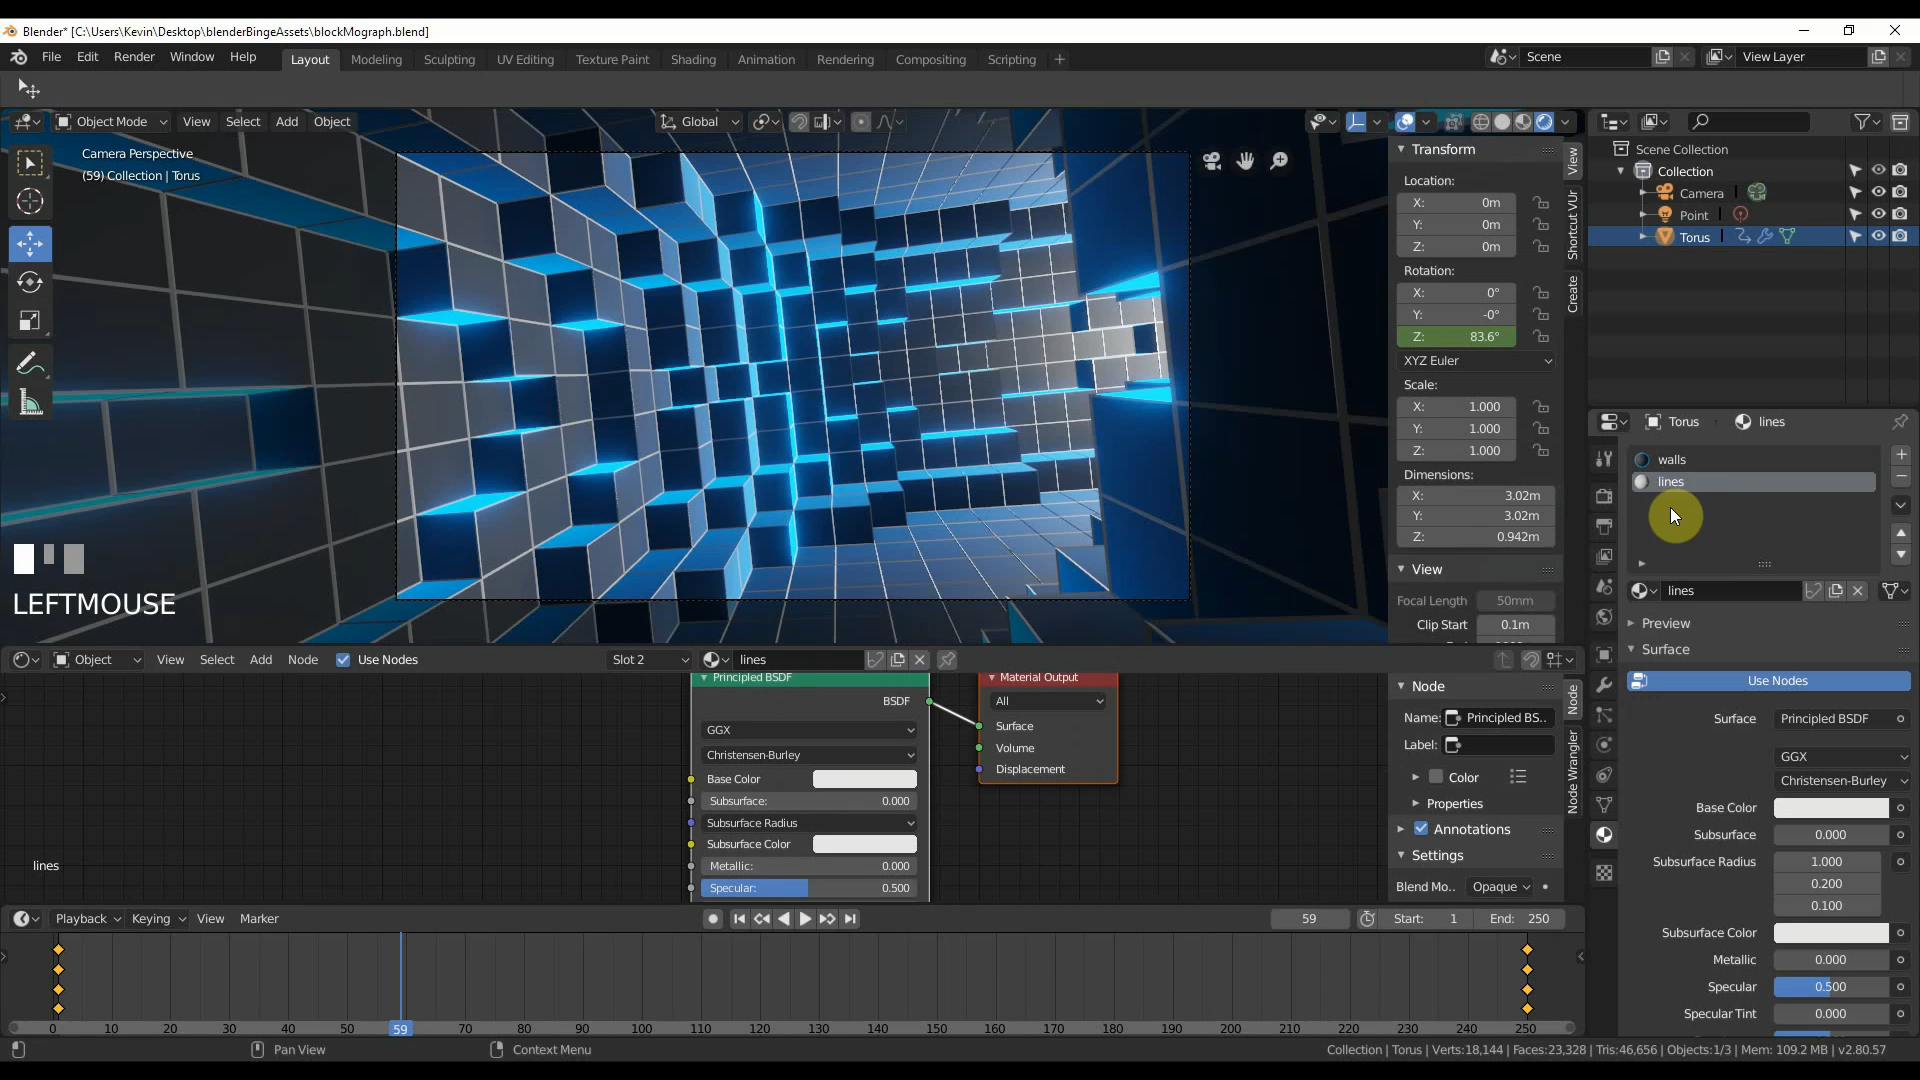 Blender* [C:\Users\Kevin\Desktop\blenderBingeAssets\blockMograph.blend]
File Edit Render Window Help Layout Modeling Sculpting UV Editing Texture Paint Shading Animation Rendering Compositing Scripting + Scene View Layer
Object Mode View Select Add Object Global
Camera Perspective
(59) Collection | Torus
LEFTMOUSE
Transform
Location:
X: 0m
Y: 0m
Z: 0m
Rotation:
X: 0°
Y: -0°
Z: 83.6°
XYZ Euler
Scale:
X: 1.000
Y: 1.000
Z: 1.000
Dimensions:
X: 3.02m
Y: 3.02m
Z: 0.942m
View
Focal Length 50mm
Clip Start 0.1m
View
Shortcut VUr
Create
Scene Collection
Collection
Camera
Point
Torus
Torus lines
walls
lines
lines
Preview
Surface
Use Nodes
Surface Principled BSDF
GGX
Christensen-Burley
Base Color
Subsurface 0.000
Subsurface Radius 1.000
0.200
0.100
Subsurface Color
Metallic 0.000
Specular 0.500
Specular Tint 0.000
Object View Select Add Node Use Nodes Slot 2 lines
Principled BSDF
BSDF
GGX
Christensen-Burley
Base Color
Subsurface: 0.000
Subsurface Radius
Subsurface Color
Metallic: 0.000
Specular: 0.500
Material Output
All
Surface
Volume
Displacement
lines
Node
Name: Principled BS..
Label:
Color
Properties
Annotations
Settings
Blend Mo.. Opaque
Node
Node Wrangler
Playback Keying View Marker 59 Start: 1 End: 250
0 10 20 30 40 50 59 70 80 90 100 110 120 130 140 150 160 170 180 190 200 210 220 230 240 250
Pan View Context Menu Collection | Torus | Verts:18,144 | Faces:23,328 | Tris:46,656 | Objects:1/3 | Mem: 109.2 MB | v2.80.57